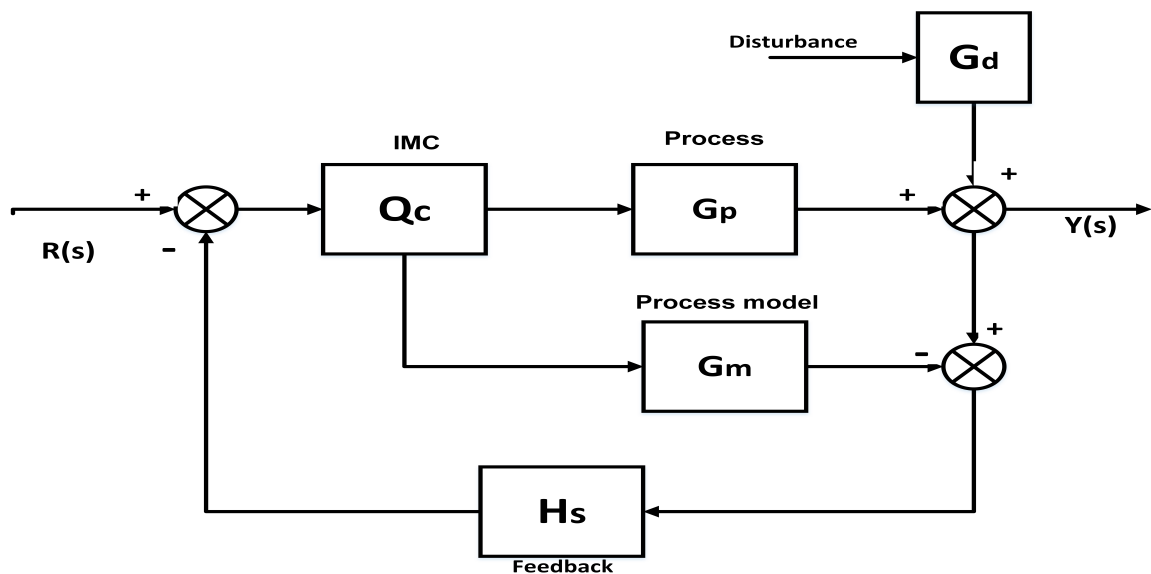 Disturbance
Gd
IMC
Process
+
Qc
Gp
+
+
R(s)
-
Y(s)
Process model
+
-
Gm
Hs
Feedback